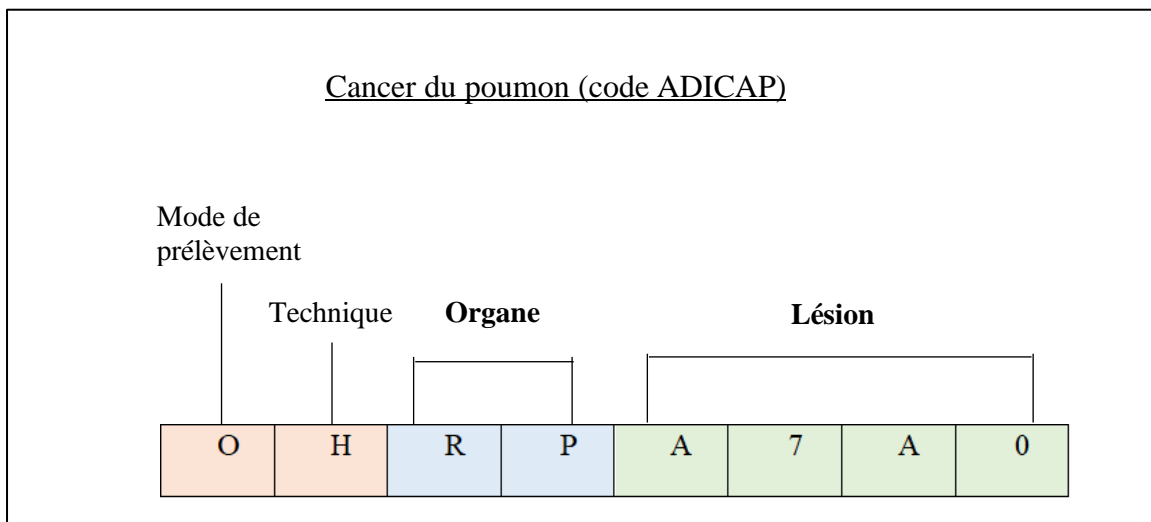 Cancer du poumon (code ADICAP)
Mode de
prélèvement
Technique Organe Lésion
O H R P A 7 A 0